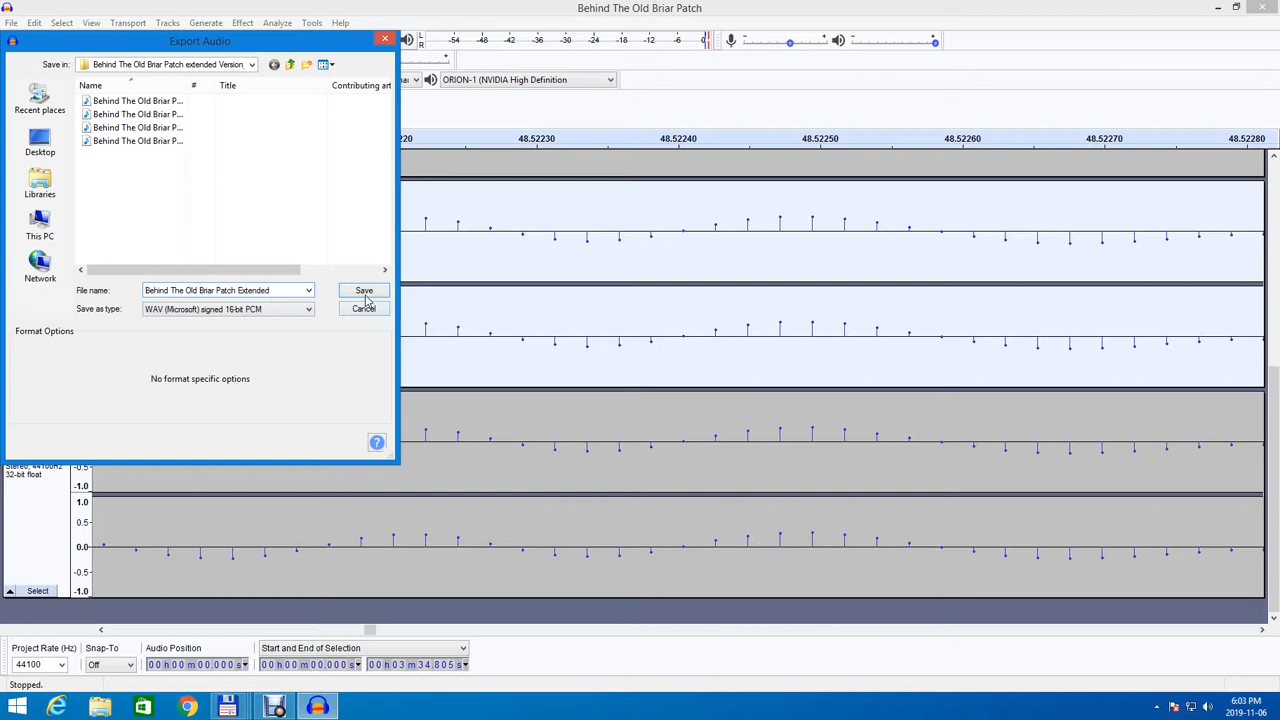 Behind The Old Briar Patch
File Edit Select View Transport Tracks Generate Effect Analyze Tools Help
Export Audio
L
R
-54 -48 -42 -36 -30 -24 -18 -12 -6 0
Save in: Behind The Old Briar Patch extended Version_
ORION-1 (NVIDIA High Definition
Name # Title Contributing art
Recent places
Behind The Old Briar P...
Behind The Old Briar P...
Behind The Old Briar P...
Behind The Old Briar P...
48.52230 48.52240 48.52250 48.52260 48.52270 48.52280
Desktop
Libraries
This PC
Network
File name: Behind The Old Briar Patch Extended Save
Save as type: WAV (Microsoft) signed 16-bit PCM Cancel
Format Options
No format specific options
?
Stereo, 44100Hz
32-bit float
-0.5
-1.0
1.0
0.5
0.0
-0.5
-1.0
Select
Project Rate (Hz) Snap-To Audio Position Start and End of Selection
44100 Off 00 h 00 m 00.000 s 00 h 00 m 00.000 s 00 h 03 m 34.805 s
Stopped.
6:03 PM
2019-11-06